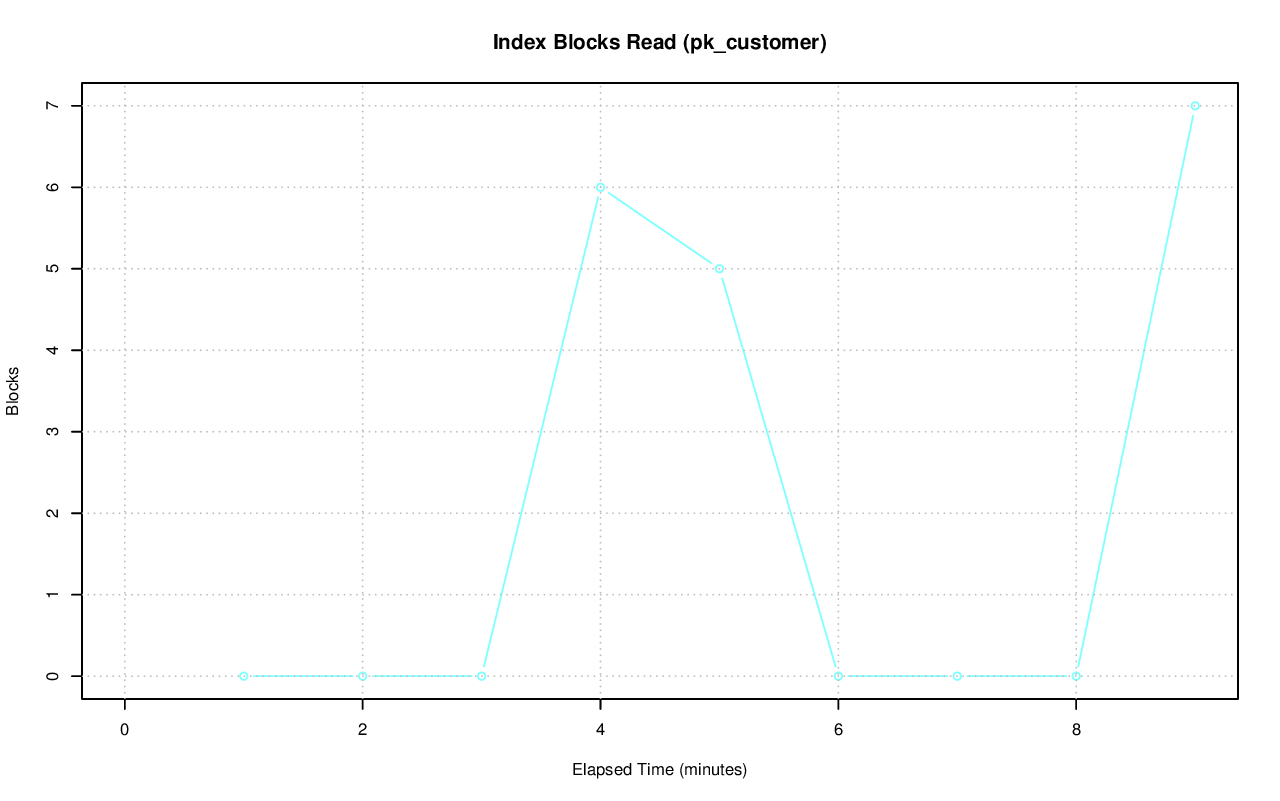 Index Blocks Read (pk_customer)
7
6
5
4
3
2
1
0
Blocks
0 2 4 6 8
Elapsed Time (minutes)